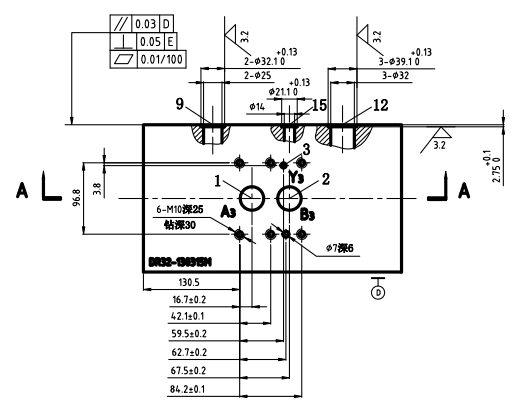 // 0.03 D
⊥ 0.05 E
▱ 0.01/100
3.2
3.2
+0.13
2-Φ32.1 0
2-Φ25
+0.13
3-Φ39.1 0
3-Φ32
+0.13
Φ21.1 0
Φ14
9
15
12
3.2
+0.1
2.75 0
3
Y3
1
2
A
A
96.8
3.8
A3
B3
6-M10深25
钻深30
Φ7深6
DR32-130315M
D
130.5
16.7±0.2
42.1±0.1
59.5±0.2
62.7±0.2
67.5±0.2
84.2±0.1